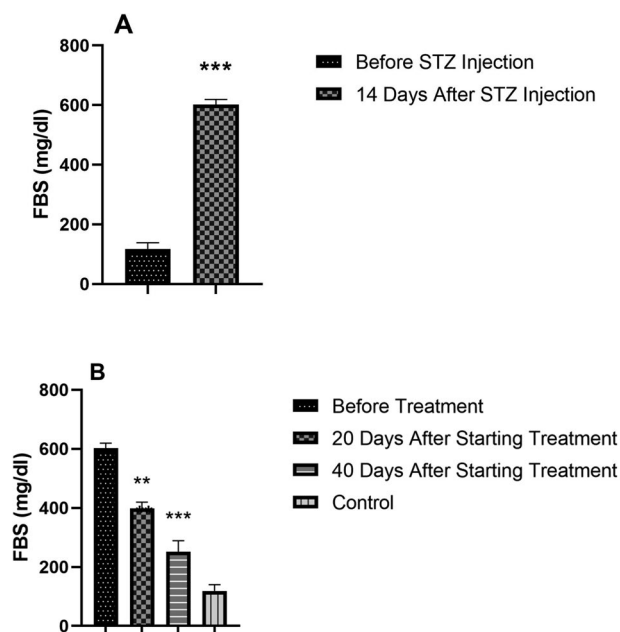 A
800
600
400
200
0
FBS (mg/dl)
***
Before STZ Injection
14 Days After STZ Injection
B
800
600
400
200
0
FBS (mg/dl)
**
***
Before Treatment
20 Days After Starting Treatment
40 Days After Starting Treatment
Control